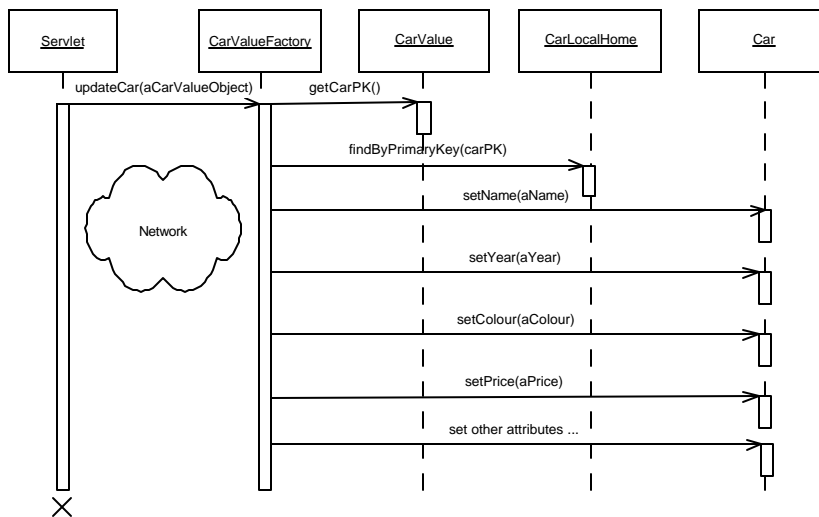 Servlet
CarValueFactory
CarValue
CarLocalHome
Car
updateCar(aCarValueObject)
getCarPK()
findByPrimaryKey(carPK)
setName(aName)
Network
setYear(aYear)
setColour(aColour)
setPrice(aPrice)
set other attributes ...